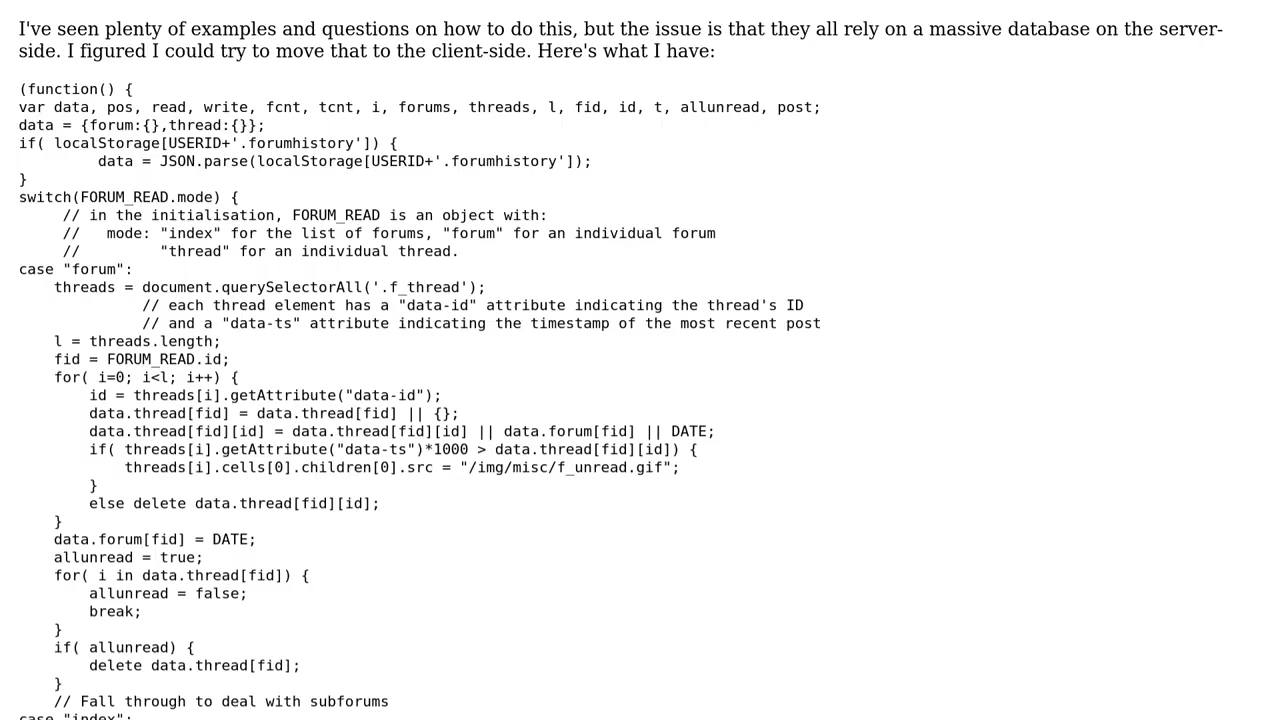 I've seen plenty of examples and questions on how to do this, but the issue is that they all rely on a massive database on the server-
side. I figured I could try to move that to the client-side. Here's what I have:
(function() {
var data, pos, read, write, fcnt, tcnt, i, forums, threads, l, fid, id, t, allunread, post;
data = {forum:{},thread:{}};
if( localStorage[USERID+'.forumhistory']) {
         data = JSON.parse(localStorage[USERID+'.forumhistory']);
}
switch(FORUM_READ.mode) {
     // in the initialisation, FORUM_READ is an object with:
     //   mode: "index" for the list of forums, "forum" for an individual forum
     //         "thread" for an individual thread.
case "forum":
    threads = document.querySelectorAll('.f_thread');
              // each thread element has a "data-id" attribute indicating the thread's ID
              // and a "data-ts" attribute indicating the timestamp of the most recent post
    l = threads.length;
    fid = FORUM_READ.id;
    for( i=0; i<l; i++) {
        id = threads[i].getAttribute("data-id");
        data.thread[fid] = data.thread[fid] || {};
        data.thread[fid][id] = data.thread[fid][id] || data.forum[fid] || DATE;
        if( threads[i].getAttribute("data-ts")*1000 > data.thread[fid][id]) {
            threads[i].cells[0].children[0].src = "/img/misc/f_unread.gif";
        }
        else delete data.thread[fid][id];
    }
    data.forum[fid] = DATE;
    allunread = true;
    for( i in data.thread[fid]) {
        allunread = false;
        break;
    }
    if( allunread) {
        delete data.thread[fid];
    }
    // Fall through to deal with subforums
case "index":